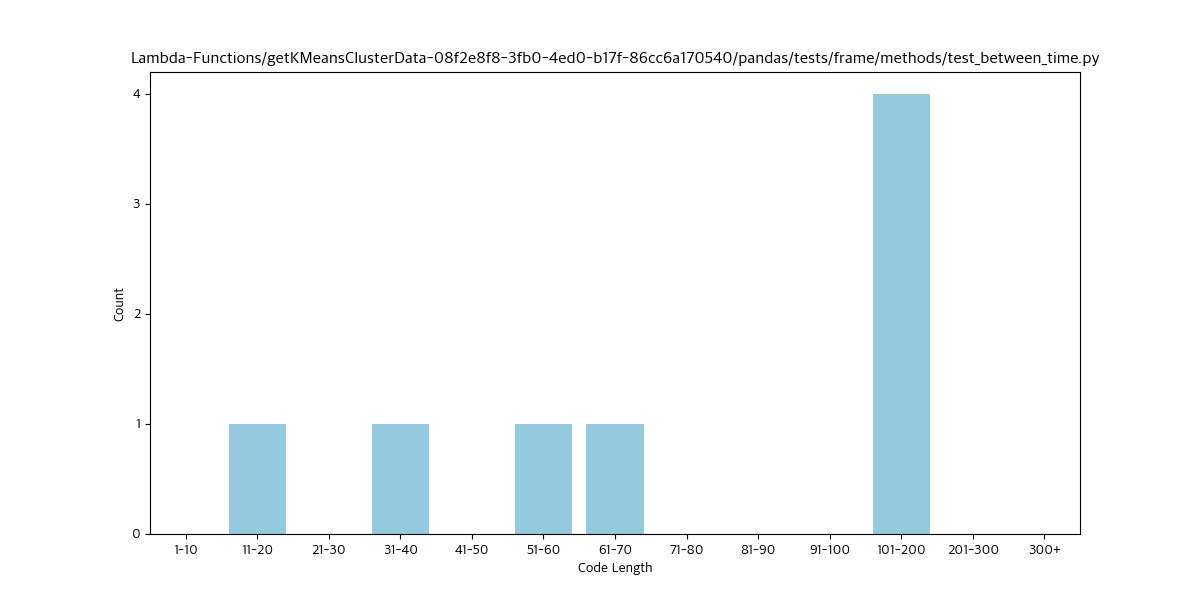 Lambda-Functions/getKMeansClusterData-08f2e8f8-3fb0-4ed0-b17f-86cc6a170540/pandas/tests/frame/methods/test_between_time.py
4
3
2
1
0
Count
1-10 11-20 21-30 31-40 41-50 51-60 61-70 71-80 81-90 91-100 101-200 201-300 300+
Code Length